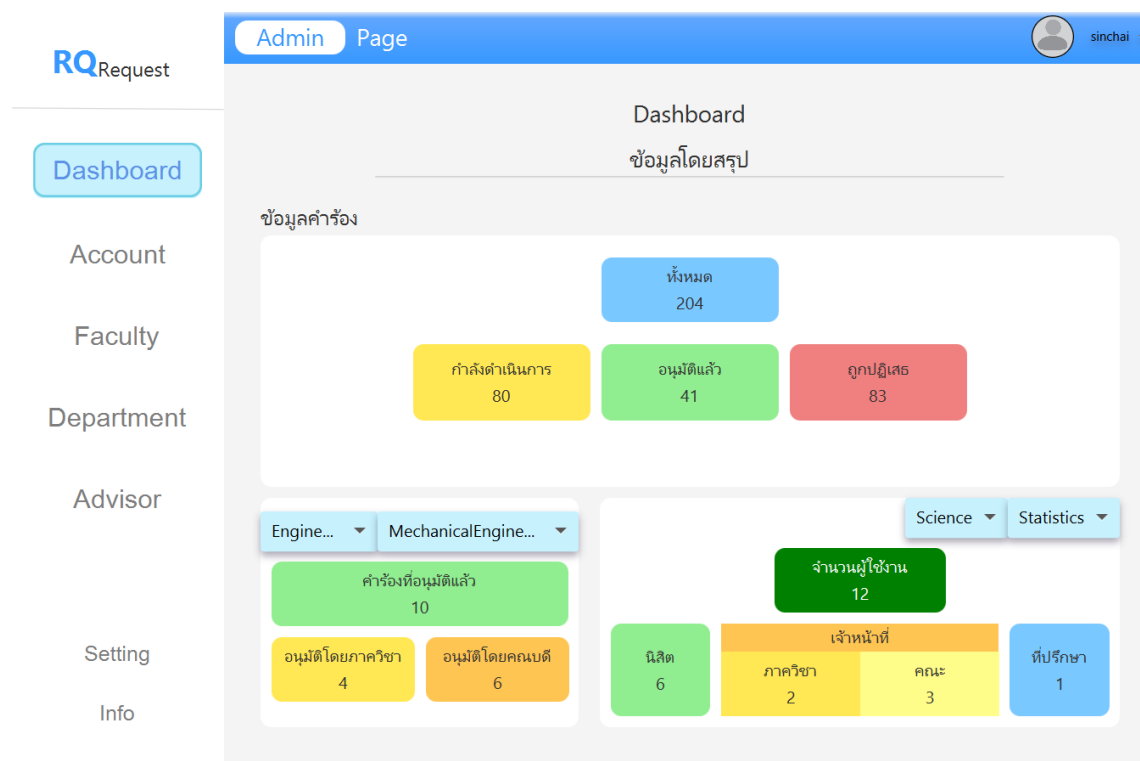 RQRequest
Admin Page
sinchai
Dashboard
Account
Faculty
Department
Advisor
Setting
Info
Dashboard
ข้อมูลโดยสรุป
ข้อมูลคำร้อง
ทั้งหมด
204
กำลังดำเนินการ
80
อนุมัติแล้ว
41
ถูกปฏิเสธ
83
Engine...
MechanicalEngine...
คำร้องที่อนุมัติแล้ว
10
อนุมัติโดยภาควิชา
4
อนุมัติโดยคณบดี
6
Science
Statistics
จำนวนผู้ใช้งาน
12
นิสิต
6
เจ้าหน้าที่
ภาควิชา
2
คณะ
3
ที่ปรึกษา
1